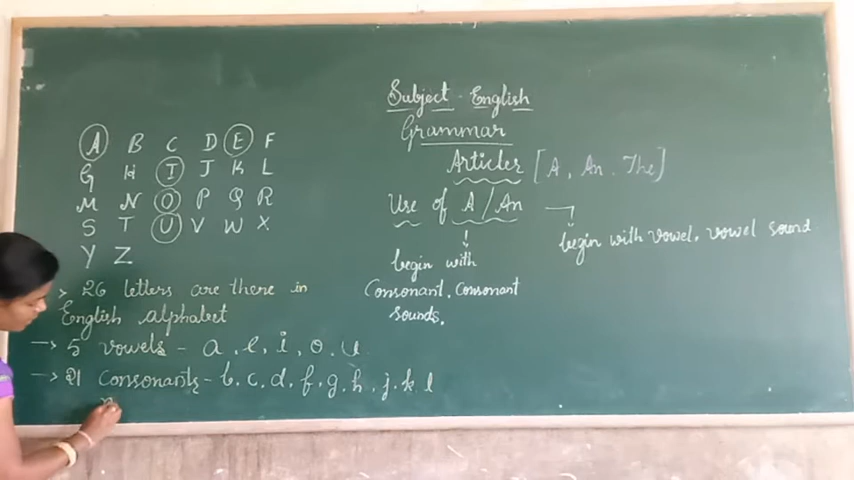 Subject - English
Grammar
Articles [A, An. The]
Use of A/An
begin with
Consonant, Consonant
sounds.
begin with vowel, vowel sound
A B C D E F
G H I J K L
M N O P Q R
S T U V W X
Y Z
> 26 letters are there in
English alphabet
→ 5 vowels - a, e, i, o, u
→ 21 Consonants - b, c, d, f, g, h, j, k, l